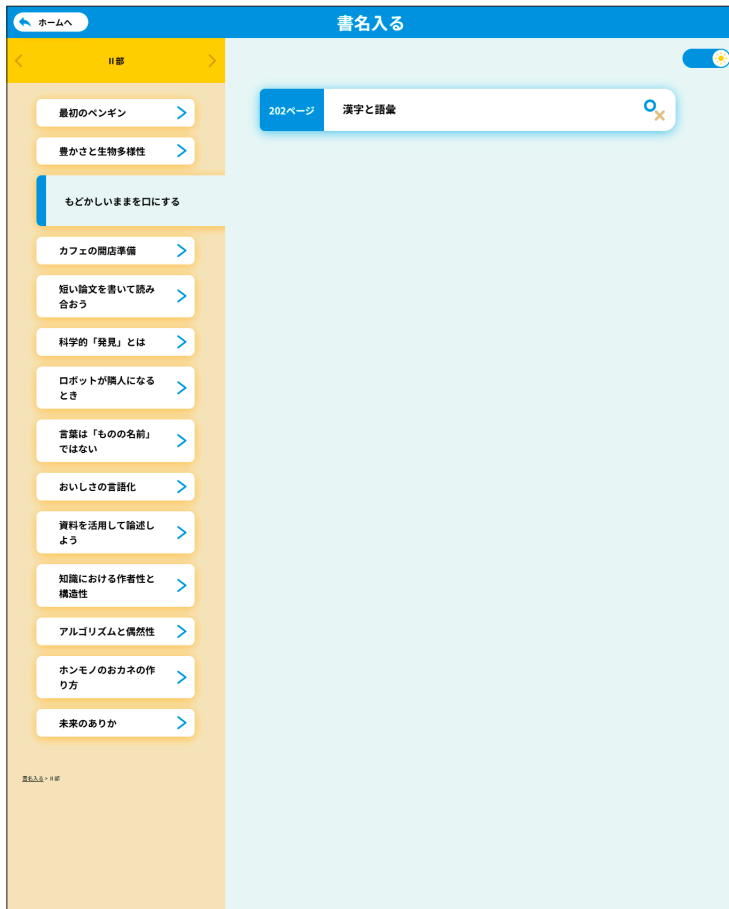 ホームへ
書名入る
II部
最初のペンギン
豊かさと生物多様性
もどかしいままを口にする
カフェの開店準備
短い論文を書いて読み
合おう
科学的「発見」とは
ロボットが隣人になる
とき
言葉は「ものの名前」
ではない
おいしさの言語化
資料を活用して論述し
よう
知識における作者性と
構造性
アルゴリズムと偶然性
ホンモノのおカネの作
り方
未来のありか
書名入る > II部
202ページ
漢字と語彙